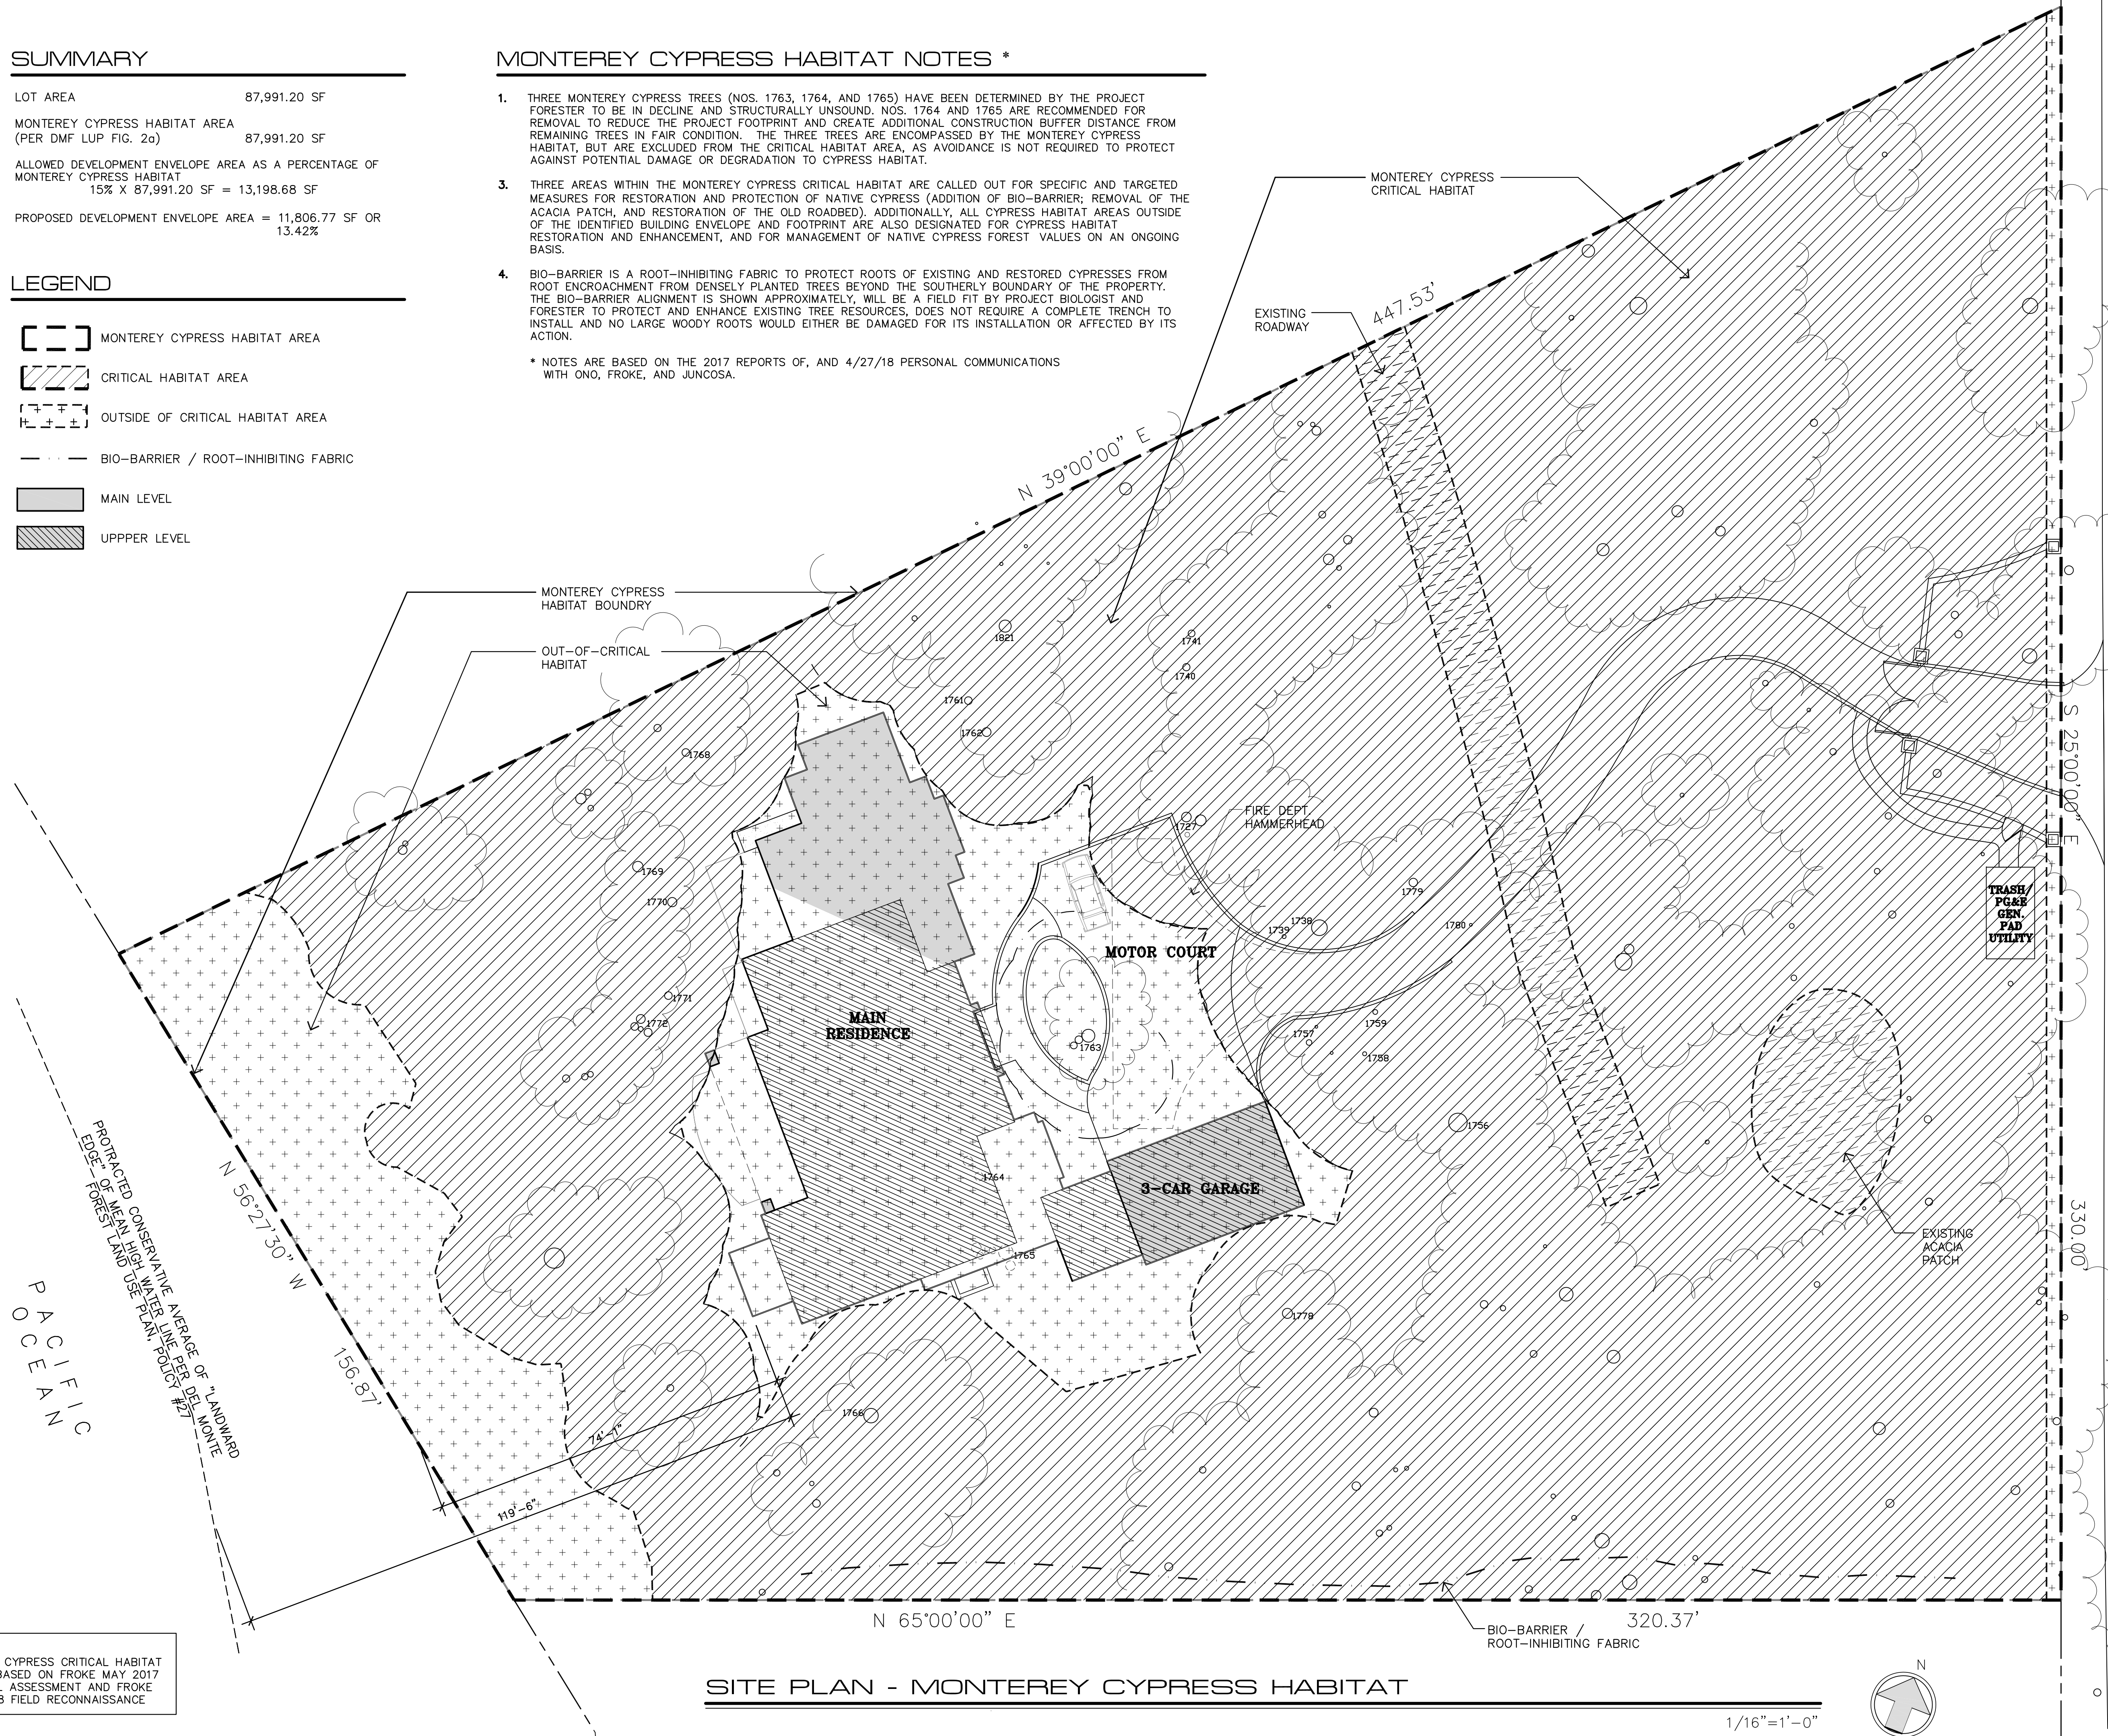 SUMMARY
LOT AREA 87,991.20 SF
MONTEREY CYPRESS HABITAT AREA
(PER DMF LUP FIG. 2a) 87,991.20 SF
ALLOWED DEVELOPMENT ENVELOPE AREA AS A PERCENTAGE OF
MONTEREY CYPRESS HABITAT
15% X 87,991.20 SF = 13,198.68 SF
PROPOSED DEVELOPMENT ENVELOPE AREA = 11,806.77 SF OR
13.42%
LEGEND
MONTEREY CYPRESS HABITAT AREA
CRITICAL HABITAT AREA
OUTSIDE OF CRITICAL HABITAT AREA
BIO-BARRIER / ROOT-INHIBITING FABRIC
MAIN LEVEL
UPPPER LEVEL
MONTEREY CYPRESS HABITAT NOTES *
1. THREE MONTEREY CYPRESS TREES (NOS. 1763, 1764, AND 1765) HAVE BEEN DETERMINED BY THE PROJECT
FORESTER TO BE IN DECLINE AND STRUCTURALLY UNSOUND. NOS. 1764 AND 1765 ARE RECOMMENDED FOR
REMOVAL TO REDUCE THE PROJECT FOOTPRINT AND CREATE ADDITIONAL CONSTRUCTION BUFFER DISTANCE FROM
REMAINING TREES IN FAIR CONDITION. THE THREE TREES ARE ENCOMPASSED BY THE MONTEREY CYPRESS
HABITAT, BUT ARE EXCLUDED FROM THE CRITICAL HABITAT AREA, AS AVOIDANCE IS NOT REQUIRED TO PROTECT
AGAINST POTENTIAL DAMAGE OR DEGRADATION TO CYPRESS HABITAT.
3. THREE AREAS WITHIN THE MONTEREY CYPRESS CRITICAL HABITAT ARE CALLED OUT FOR SPECIFIC AND TARGETED
MEASURES FOR RESTORATION AND PROTECTION OF NATIVE CYPRESS (ADDITION OF BIO-BARRIER; REMOVAL OF THE
ACACIA PATCH, AND RESTORATION OF THE OLD ROADBED). ADDITIONALLY, ALL CYPRESS HABITAT AREAS OUTSIDE
OF THE IDENTIFIED BUILDING ENVELOPE AND FOOTPRINT ARE ALSO DESIGNATED FOR CYPRESS HABITAT
RESTORATION AND ENHANCEMENT, AND FOR MANAGEMENT OF NATIVE CYPRESS FOREST VALUES ON AN ONGOING
BASIS.
4. BIO-BARRIER IS A ROOT-INHIBITING FABRIC TO PROTECT ROOTS OF EXISTING AND RESTORED CYPRESSES FROM
ROOT ENCROACHMENT FROM DENSELY PLANTED TREES BEYOND THE SOUTHERLY BOUNDARY OF THE PROPERTY.
THE BIO-BARRIER ALIGNMENT IS SHOWN APPROXIMATELY, WILL BE A FIELD FIT BY PROJECT BIOLOGIST AND
FORESTER TO PROTECT AND ENHANCE EXISTING TREE RESOURCES, DOES NOT REQUIRE A COMPLETE TRENCH TO
INSTALL AND NO LARGE WOODY ROOTS WOULD EITHER BE DAMAGED FOR ITS INSTALLATION OR AFFECTED BY ITS
ACTION.
* NOTES ARE BASED ON THE 2017 REPORTS OF, AND 4/27/18 PERSONAL COMMUNICATIONS
WITH ONO, FROKE, AND JUNCOSA.
MONTEREY CYPRESS
CRITICAL HABITAT
EXISTING
ROADWAY
447.53'
N 39°00'00" E
MONTEREY CYPRESS
HABITAT BOUNDRY
OUT-OF-CRITICAL
HABITAT
1821
1741
1740
1761
1762
1768
S 25°00'00" E
FIRE DEPT.
HAMMERHEAD
1727
1769
1770
1779
1738
1739
1780
TRASH/
PG&E
GEN.
PAD
UTILITY
MOTOR COURT
1771
1772
MAIN
RESIDENCE
1763
1757
1759
1758
1756
1764
3-CAR GARAGE
1765
330.00'
EXISTING
ACACIA
PATCH
1778
PROTRACTED CONSERVATIVE AVERAGE OF "LANDWARD
EDGE" OF MEAN HIGH WATER LINE PER DEL MONTE
FOREST LAND USE PLAN, POLICY #27
N 56°27'30" W
156.87'
PACIFIC
OCEAN
1766
74'-1"
119'-6"
N 65°00'00" E
320.37'
BIO-BARRIER /
ROOT-INHIBITING FABRIC
CYPRESS CRITICAL HABITAT
BASED ON FROKE MAY 2017
ASSESSMENT AND FROKE
FIELD RECONNAISSANCE
SITE PLAN - MONTEREY CYPRESS HABITAT
1/16"=1'-0"
N